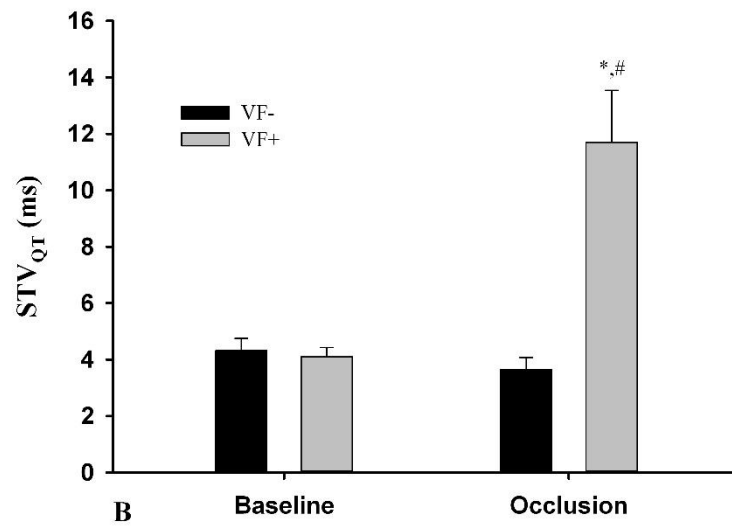 16
14
12
10
8
6
4
2
0
STV_QT (ms)
VF-
VF+
*,#
Baseline
Occlusion
B